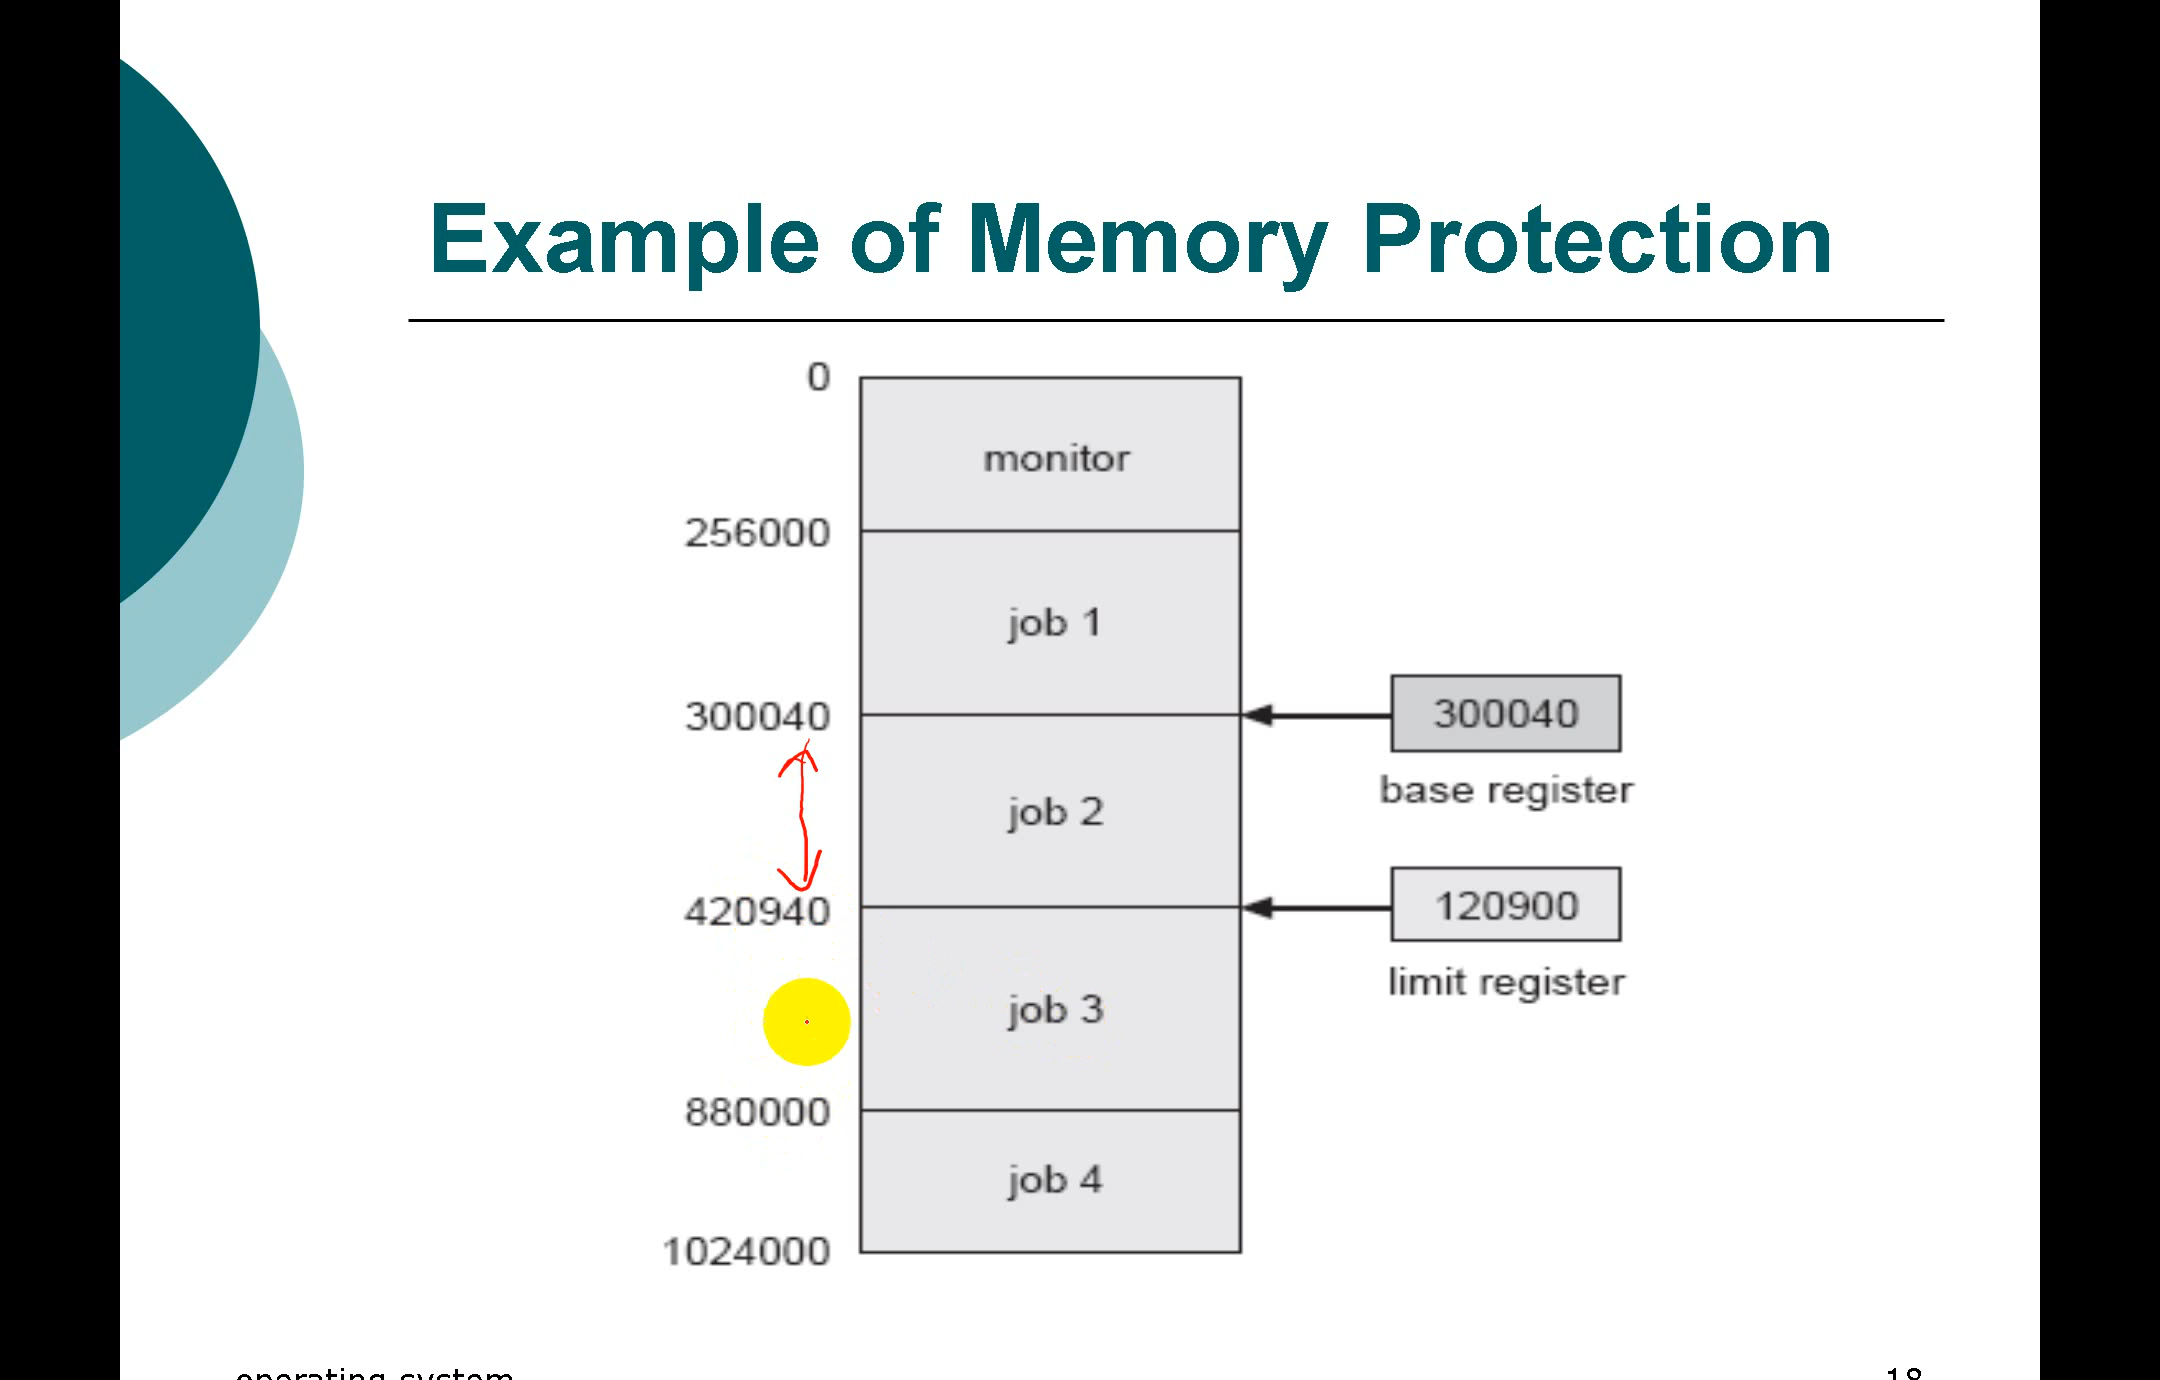 Example of Memory Protection
0
monitor
256000
job 1
300040
300040
base register
job 2
420940
120900
limit register
job 3
880000
job 4
1024000
operating system
18